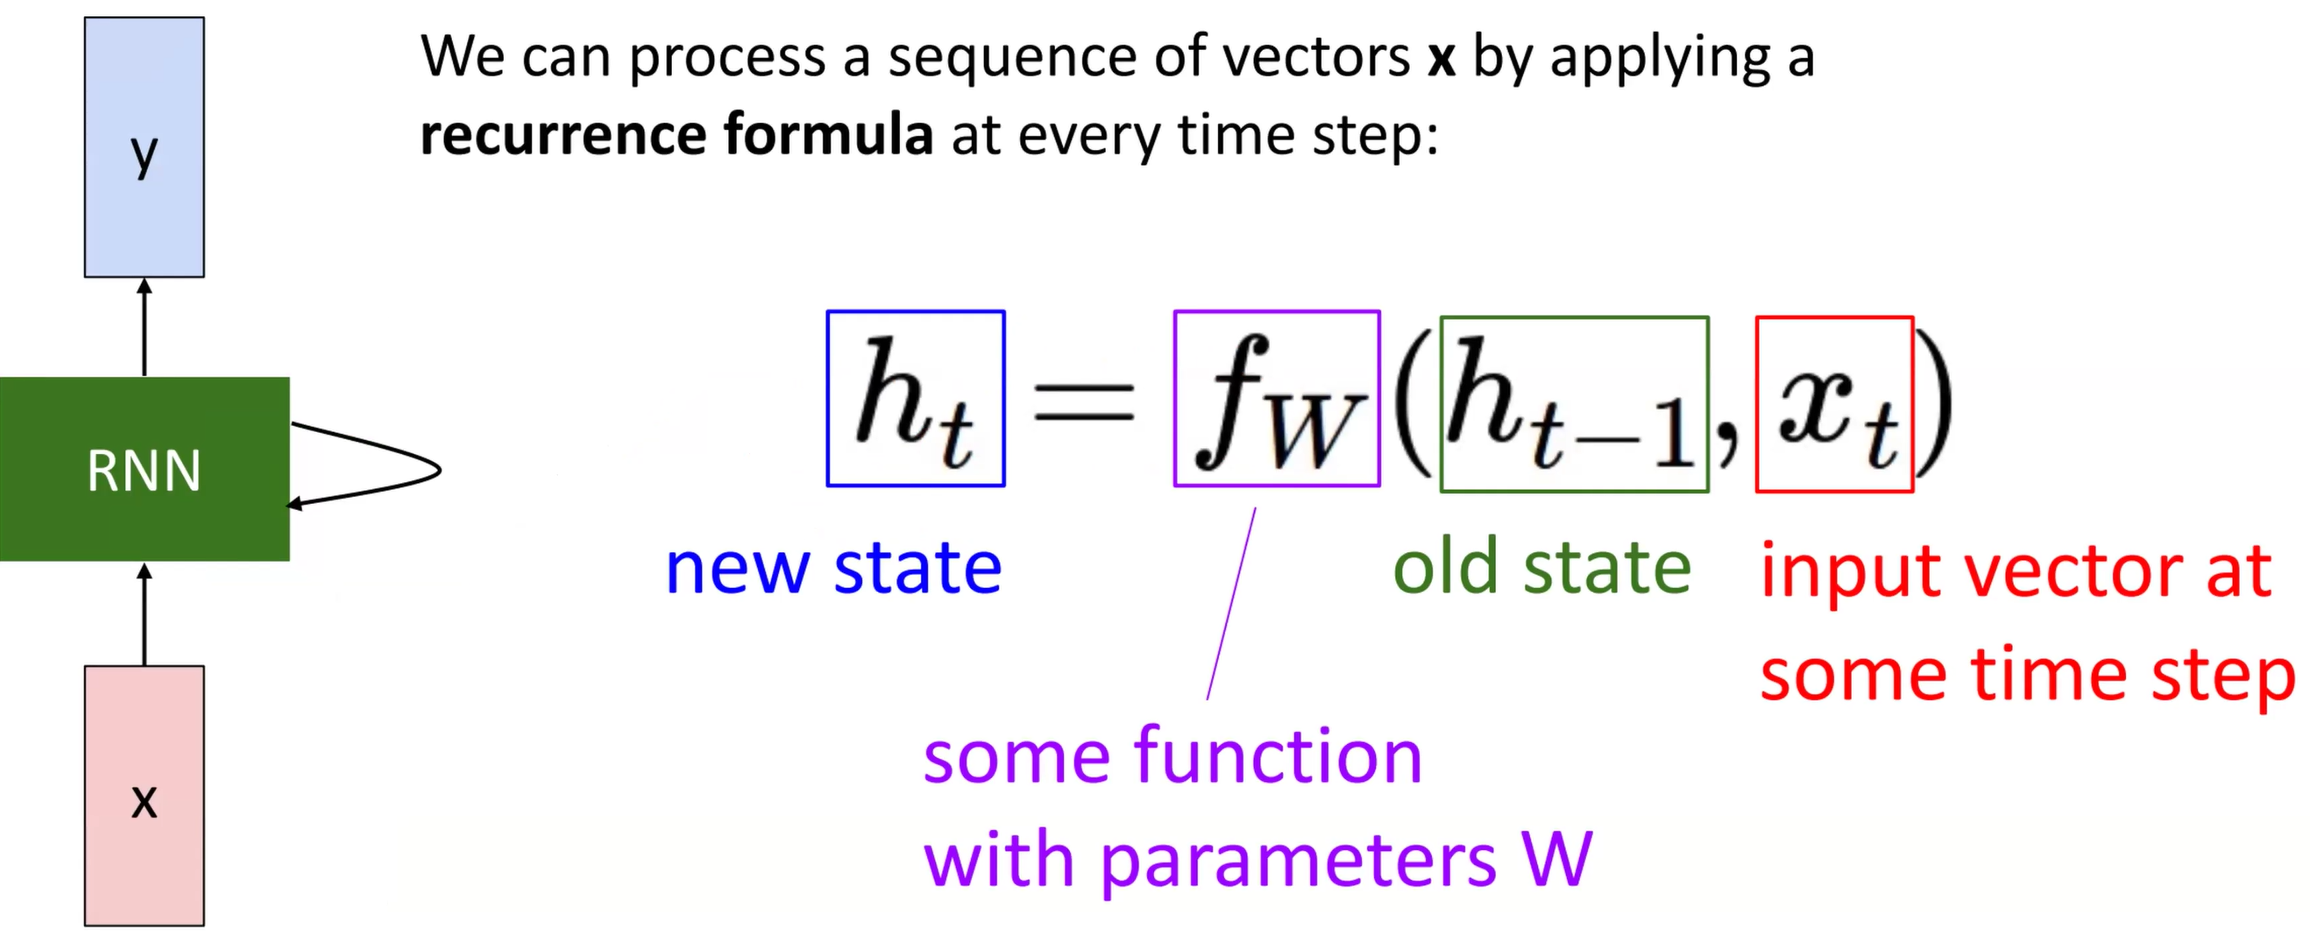 We can process a sequence of vectors x by applying a
recurrence formula at every time step:
y
RNN
x
h_t = f_W(h_{t-1}, x_t)
new state
old state
input vector at
some time step
some function
with parameters W